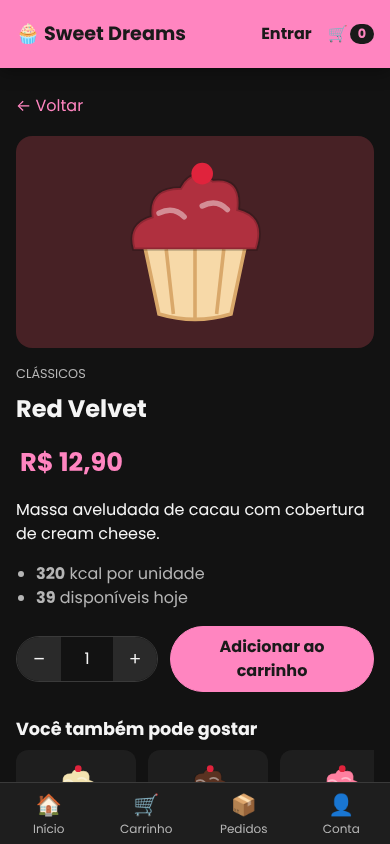 🧁 Sweet Dreams
Entrar
🛒 0
← Voltar
CLÁSSICOS
Red Velvet
R$ 12,90
Massa aveludada de cacau com cobertura
de cream cheese.
• 320 kcal por unidade
• 39 disponíveis hoje
− 1 +
Adicionar ao
carrinho
Você também pode gostar
Início
Carrinho
Pedidos
Conta